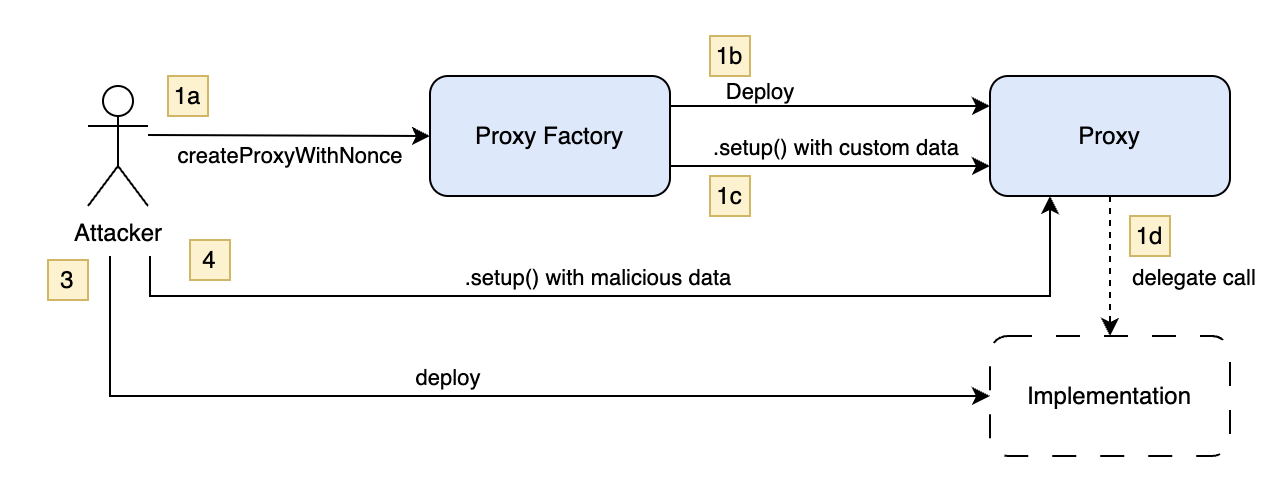 1b
1a
Deploy
Proxy Factory
Proxy
createProxyWithNonce
.setup() with custom data
1c
Attacker
1d
4
3
.setup() with malicious data
delegate call
deploy
Implementation